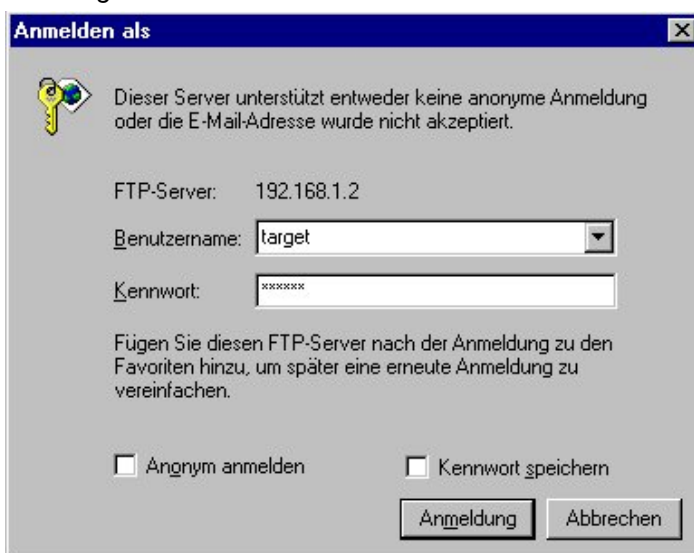 Anmelden als
Dieser Server unterstützt entweder keine anonyme Anmeldung
oder die E-Mail-Adresse wurde nicht akzeptiert.
FTP-Server: 192.168.1.2
Benutzername: target
Kennwort: xxxxxx
Fügen Sie diesen FTP-Server nach der Anmeldung zu den
Favoriten hinzu, um später eine erneute Anmeldung zu
vereinfachen.
Anonym anmelden Kennwort speichern
Anmeldung Abbrechen